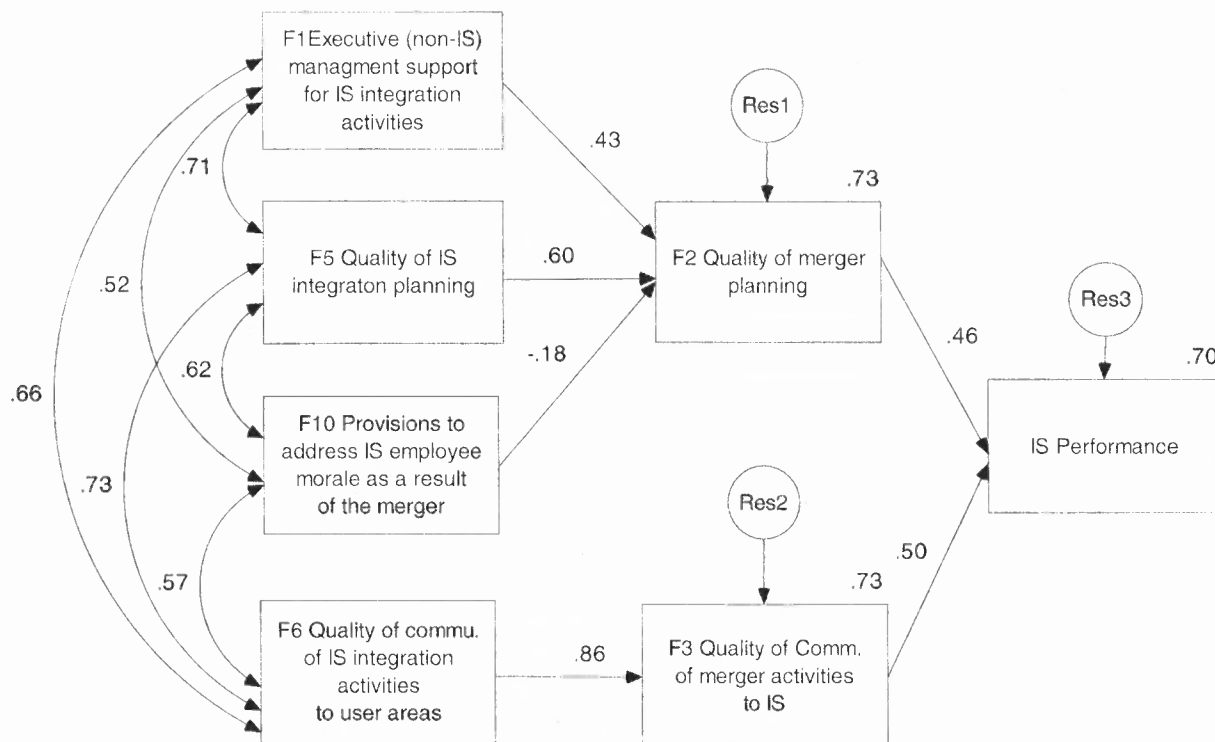 F1Executive (non-IS)
managment support
for IS integration
activities
Res1
.43
.71
.73
F5 Quality of IS
integraton planning
.60
F2 Quality of merger
planning
.52
Res3
.46
-.18
.62
.70
.66
F10 Provisions to
address IS employee
morale as a result
of the merger
IS Performance
.73
Res2
.50
.57
.73
F6 Quality of commu.
of IS integration
activities
to user areas
.86
F3 Quality of Comm.
of merger activities
to IS